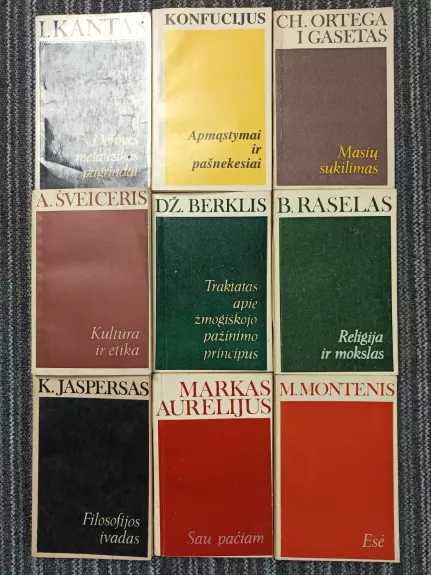 I. KANTAS
Dorovės
metafizikos
pagrindai
KONFUCIJUS
Apmąstymai
ir
pašnekesiai
CH. ORTEGA
I GASETAS
Masių
sukilimas
A. ŠVEICERIS
Kultūra
ir etika
DŽ. BERKLIS
Traktatas
apie
žmogiškojo
pažinimo
principus
B. RASELAS
Religija
ir mokslas
K. JASPERSAS
Filosofijos
įvadas
MARKAS
AURELIJUS
Sau pačiam
M. MONTENIS
Esė